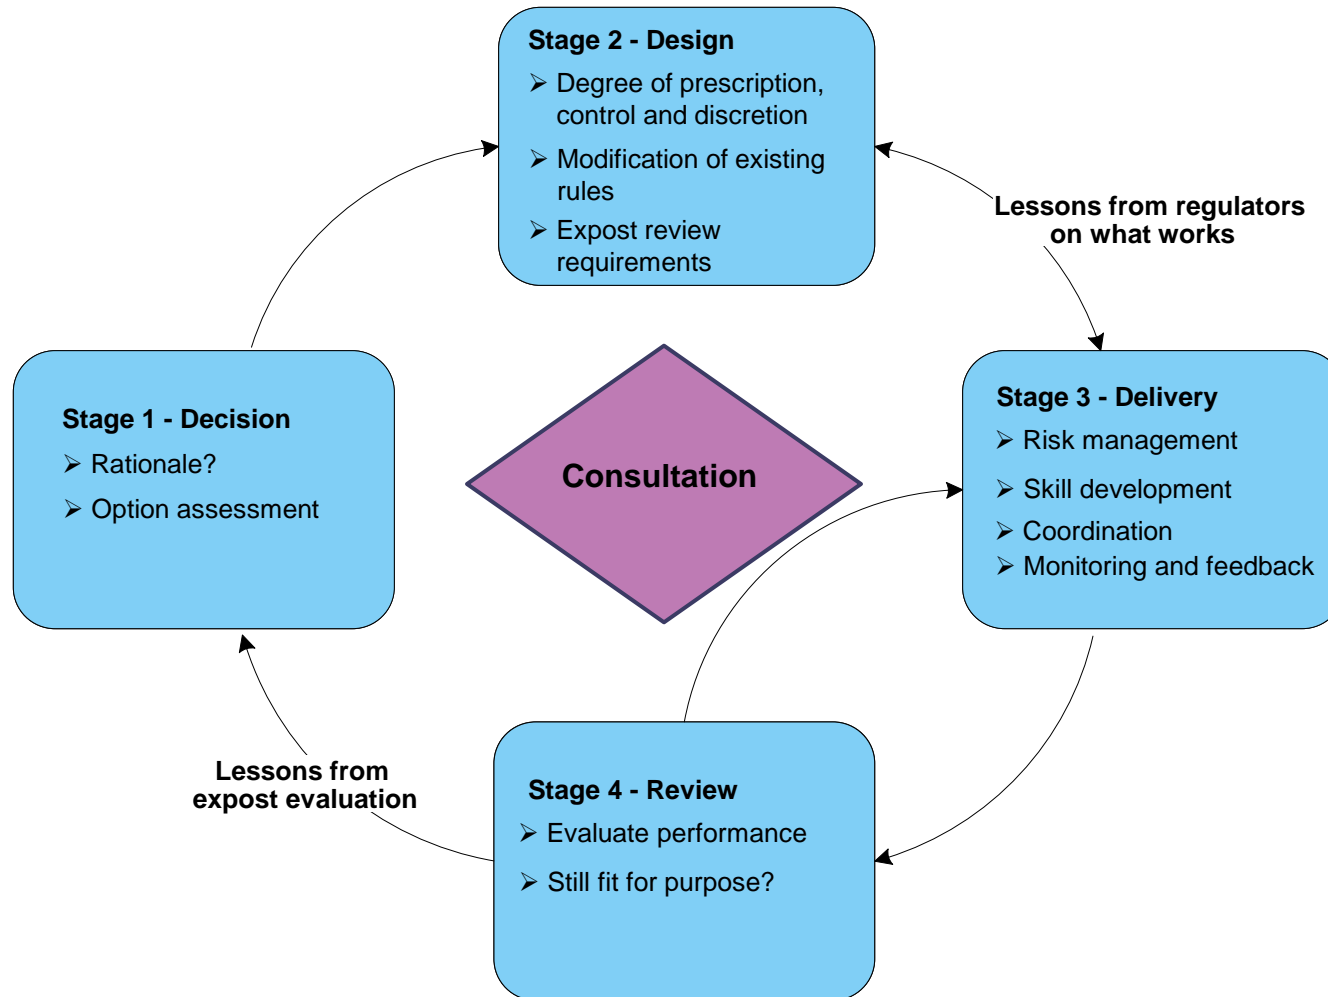 Stage 2 - Design
➢ Degree of prescription,
control and discretion
➢ Modification of existing
rules
➢ Expost review
requirements
Lessons from regulators
on what works
Stage 1 - Decision
➢ Rationale?
➢ Option assessment
Consultation
Stage 3 - Delivery
➢ Risk management
➢ Skill development
➢ Coordination
➢ Monitoring and feedback
Lessons from
expost evaluation
Stage 4 - Review
➢ Evaluate performance
➢ Still fit for purpose?